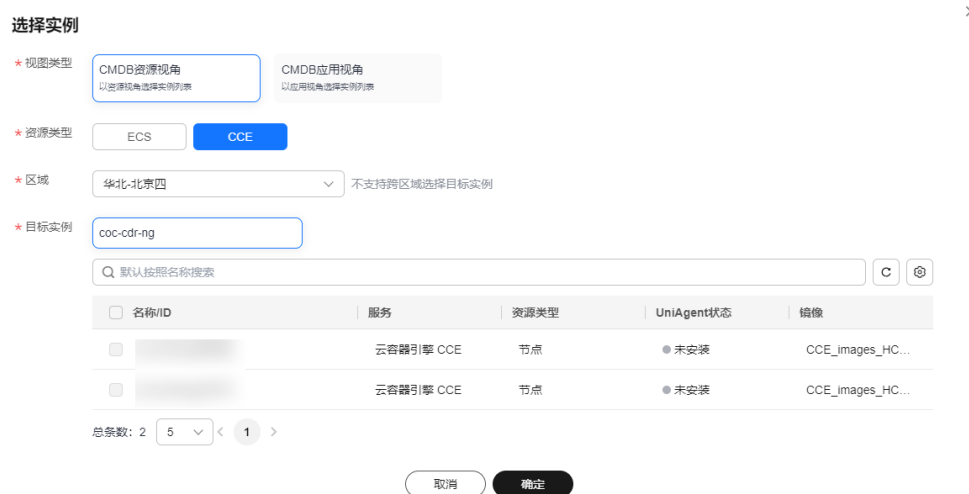 选择实例
* 视图类型
CMDB资源视角
以资源视角选择实例列表
CMDB应用视角
以应用视角选择实例列表
* 资源类型
ECS
CCE
* 区域
华北-北京四
不支持跨区域选择目标实例
* 目标实例
coc-cdr-ng
默认按照名称搜索
名称/ID 服务 资源类型 UniAgent状态 镜像
云容器引擎 CCE 节点 未安装 CCE_images_HC...
云容器引擎 CCE 节点 未安装 CCE_images_HC...
总条数: 2 5 1
取消 确定